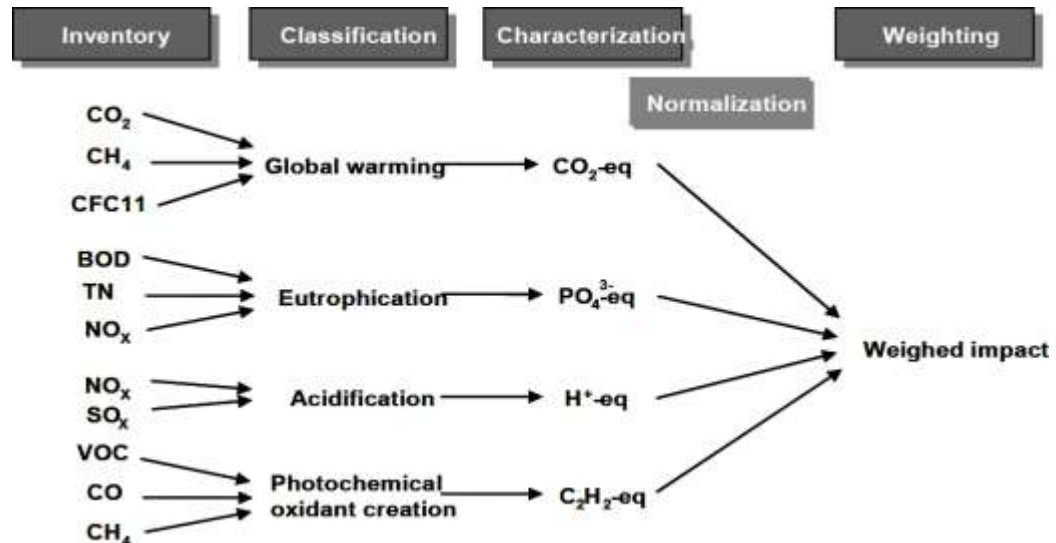 Inventory
Classification
Characterization
Weighting
Normalization
CO₂
CH₄
CFC11
Global warming
CO₂-eq
BOD
TN
NOₓ
Eutrophication
PO₄³⁻-eq
Weighed impact
NOₓ
SOₓ
Acidification
H⁺-eq
VOC
CO
CH₄
Photochemical
oxidant creation
C₂H₂-eq